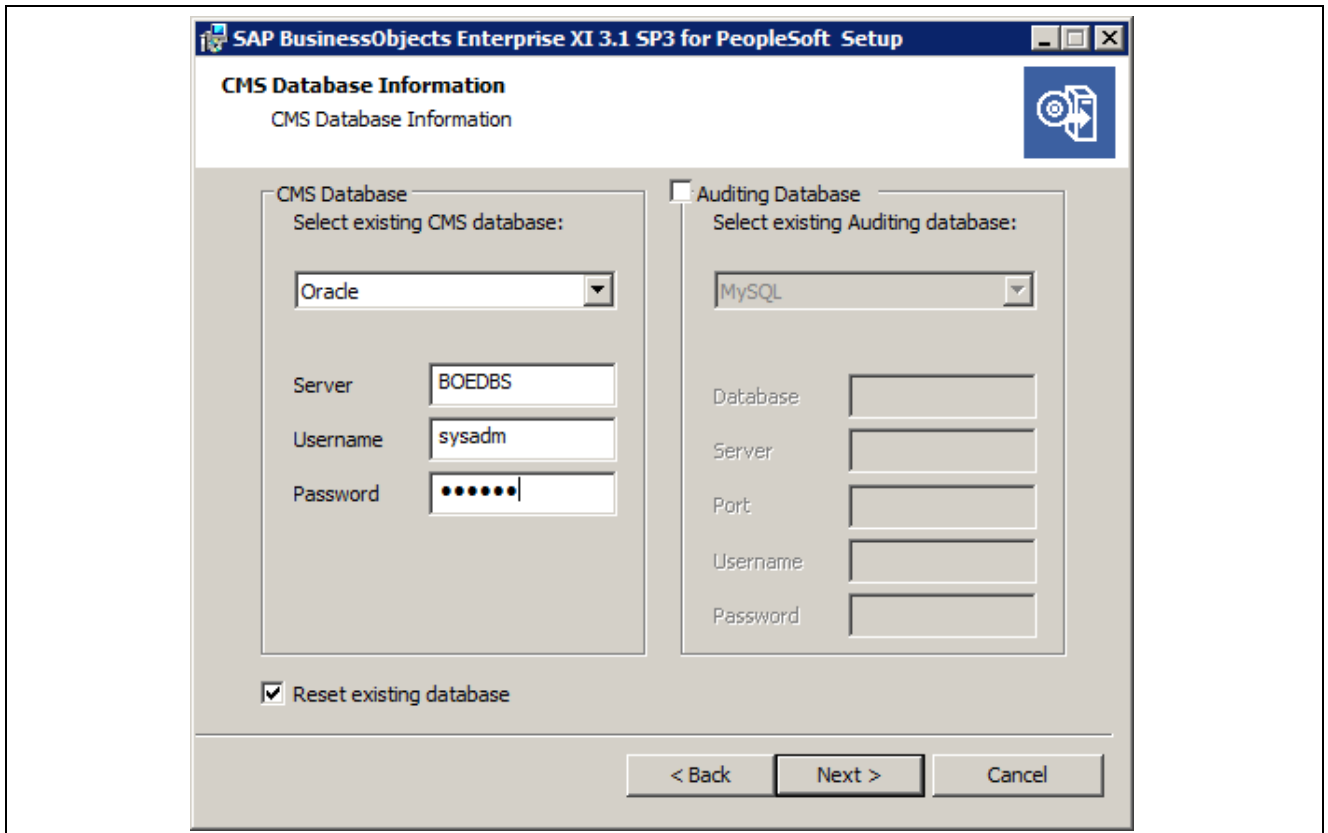 SAP BusinessObjects Enterprise XI 3.1 SP3 for PeopleSoft Setup
CMS Database Information
CMS Database Information
CMS Database
Select existing CMS database:
Oracle
Server BOEDBS
Username sysadm
Password ••••••
Auditing Database
Select existing Auditing database:
MySQL
Database
Server
Port
Username
Password
Reset existing database
< Back Next > Cancel